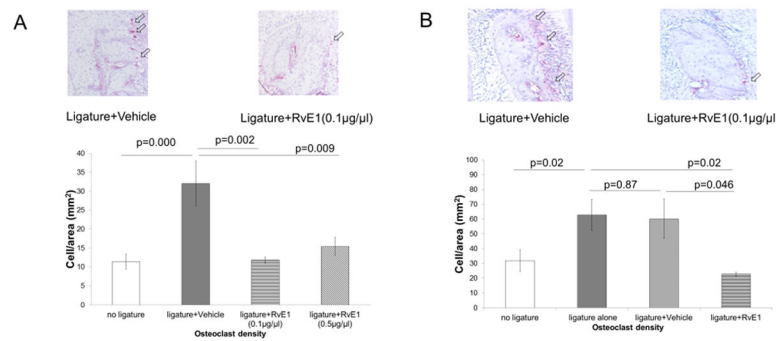 A
Ligature+Vehicle
Ligature+RvE1(0.1µg/µl)
p=0.000
p=0.002
p=0.009
Cell/area (mm2)
40
35
30
25
20
15
10
5
0
no ligature
ligature+Vehicle
ligature+RvE1
(0.1µg/µl)
ligature+RvE1
(0.5µg/µl)
Osteoclast density
B
Ligature+Vehicle
Ligature+RvE1(0.1µg/µl
p=0.02
p=0.02
p=0.87
p=0.046
Cell/area (mm2)
90
80
70
60
50
40
30
20
10
0
no ligature
ligature alone
ligature+Vehicle
ligature+RvE1
Osteoclast density